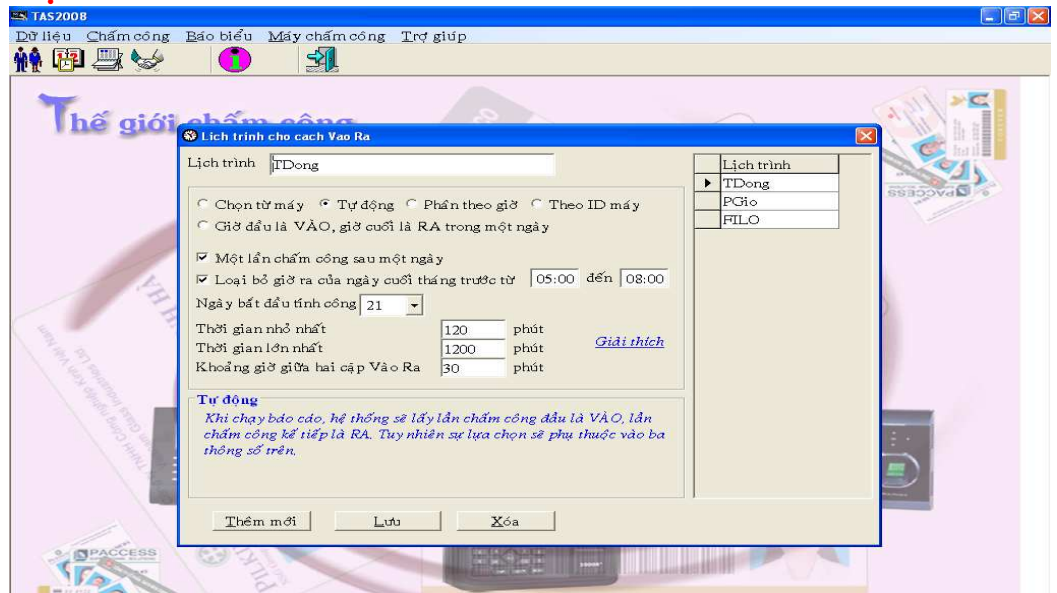 TAS2008
Dữ liệu Chấm công Báo biểu Máy chấm công Trợ giúp
Thế giới chấm công
Lich trinh cho cach Vao Ra
Lịch trình TDong
Lịch trình
TDong
PGio
FILO
Chọn từ máy Tự động Phân theo giờ Theo ID máy
Giờ đầu là VÀO, giờ cuối là RA trong một ngày
Một lần chấm công sau một ngày
Loại bỏ giờ ra của ngày cuối tháng trước từ 05:00 đến 08:00
Ngày bắt đầu tính công 21
Thời gian nhỏ nhất 120 phút
Thời gian lớn nhất 1200 phút
Giải thích
Khoảng giờ giữa hai cặp Vào Ra 30 phút
Tự động
Khi chạy báo cáo, hệ thống sẽ lấy lần chấm công đầu là VÀO, lần
chấm công kế tiếp là RA. Tuy nhiên sự lựa chọn sẽ phụ thuộc vào ba
thông số trên.
Thêm mới Lưu Xóa
PACCESS
PACCESS